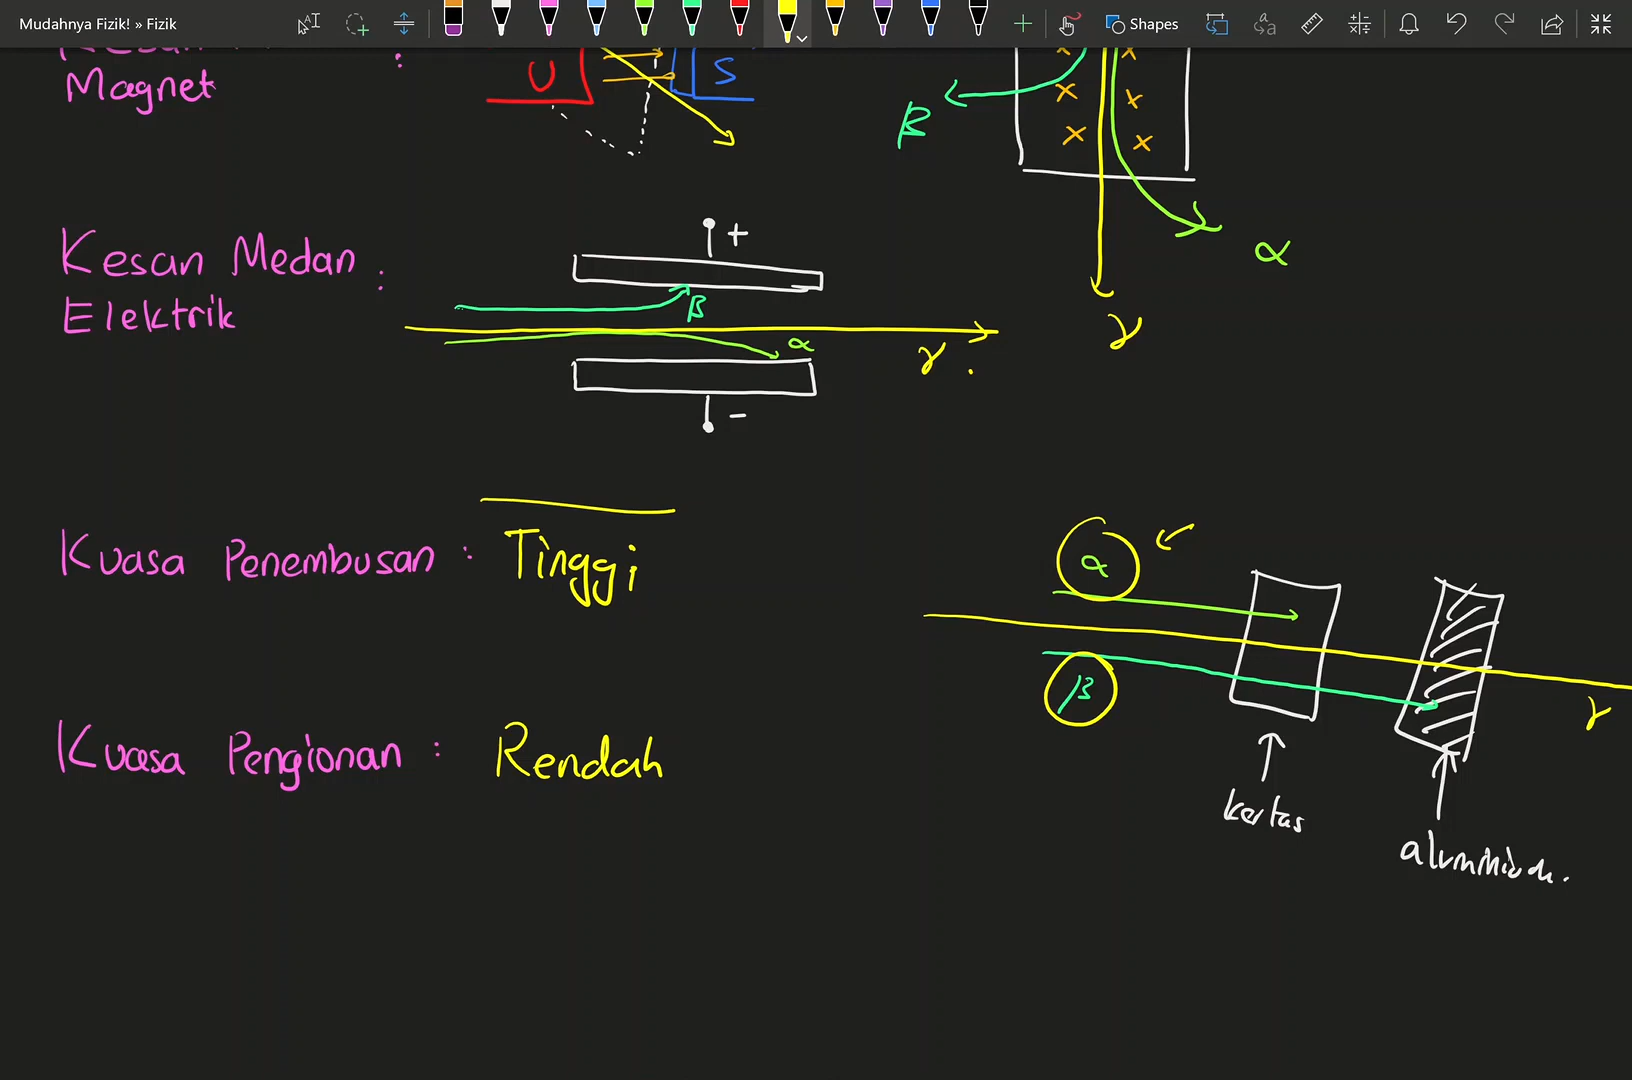 Mudahnya Fizik! » Fizik
Shapes
Magnet
U
S
β
α
γ
Kesan Medan
Elektrik :
+
β
α
γ
-
Kuasa Penembusan : Tinggi
α
β
γ
Kuasa Pengionan : Rendah
kertas
aluminium.